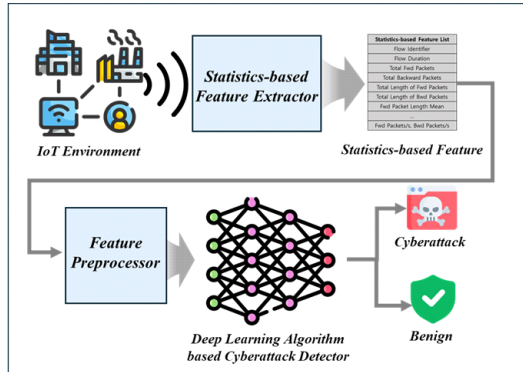 Statistics-based
Feature Extractor
IoT Environment
Statistics-based Feature List
Flow Identifier
Flow Duration
Total Fwd Packets
Total Backward Packets
Total Length of Fwd Packets
Total Length of Bwd Packets
Fwd Packet Length Mean
...
Fwd Packets/s, Bwd Packets/s
Statistics-based Feature
Feature
Preprocessor
Deep Learning Algorithm
based Cyberattack Detector
Cyberattack
Benign